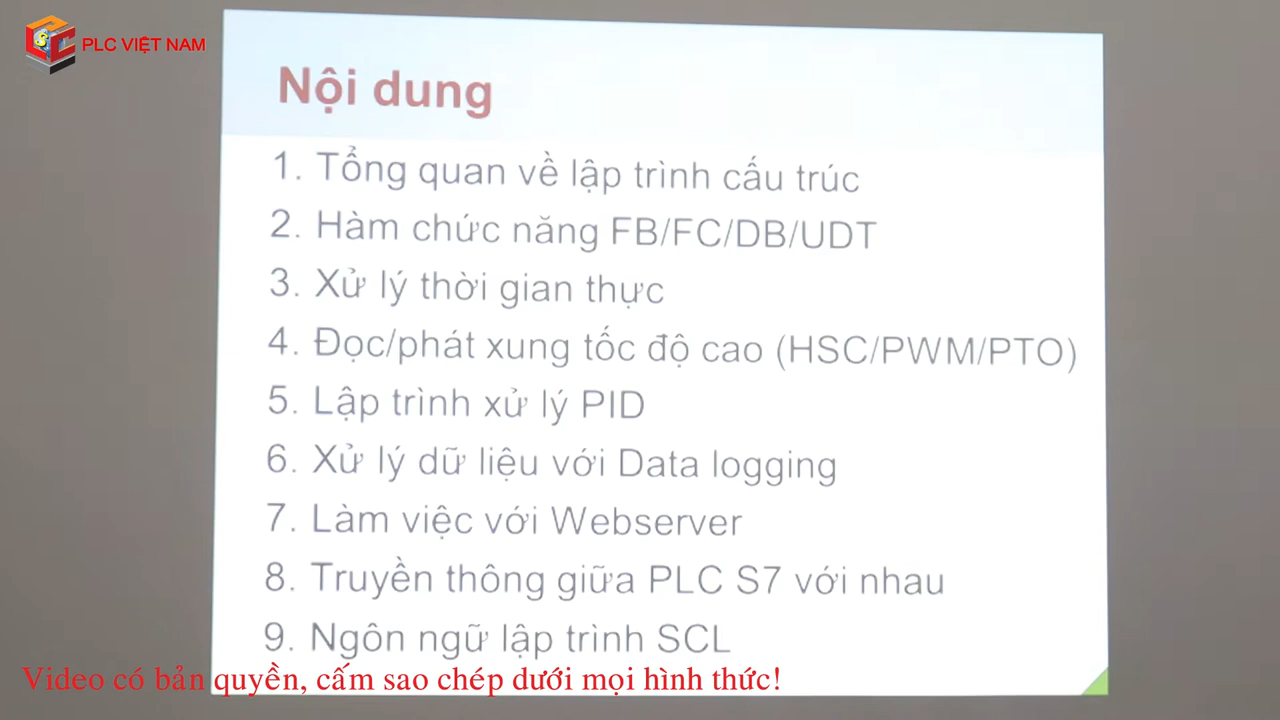 PLC VIỆT NAM
Nội dung
1. Tổng quan về lập trình cấu trúc
2. Hàm chức năng FB/FC/DB/UDT
3. Xử lý thời gian thực
4. Đọc/phát xung tốc độ cao (HSC/PWM/PTO)
5. Lập trình xử lý PID
6. Xử lý dữ liệu với Data logging
7. Làm việc với Webserver
8. Truyền thông giữa PLC S7 với nhau
9. Ngôn ngữ lập trình SCL
Video có bản quyền, cấm sao chép dưới mọi hình thức!